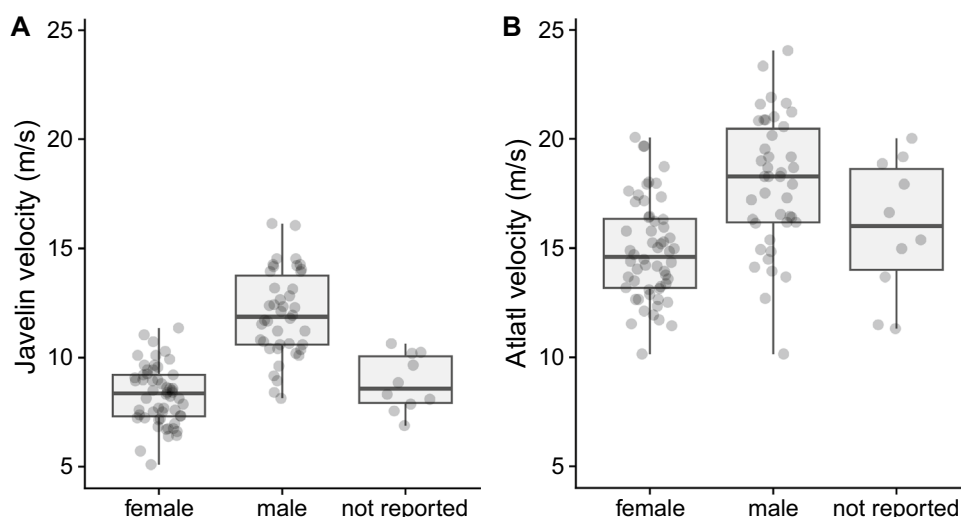 A
Javelin velocity (m/s)
25
20
15
10
5
female male not reported
B
Atlatl velocity (m/s)
25
20
15
10
5
female male not reported